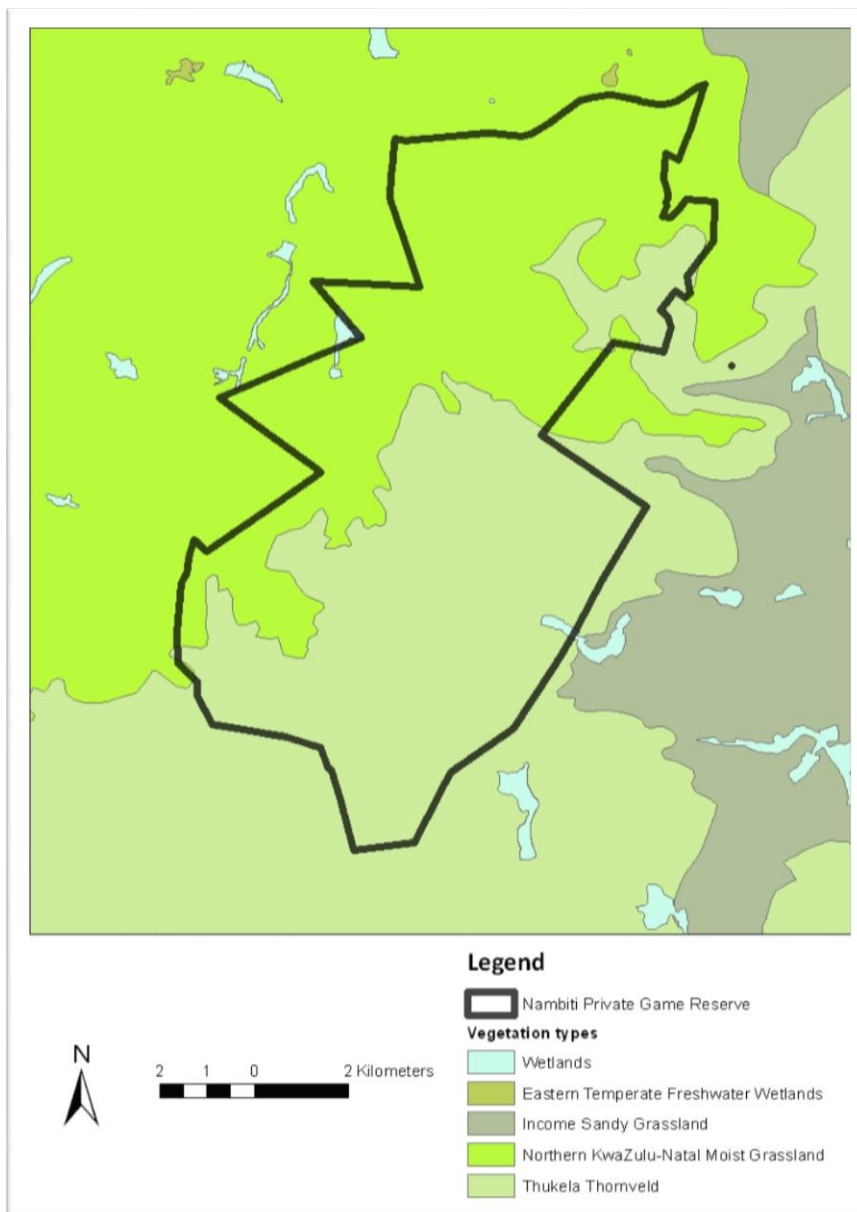 Legend
Nambiti Private Game Reserve
Vegetation types
Wetlands
Eastern Temperate Freshwater Wetlands
Income Sandy Grassland
Northern KwaZulu-Natal Moist Grassland
Thukela Thornveld
N
2 1 0 2 Kilometers